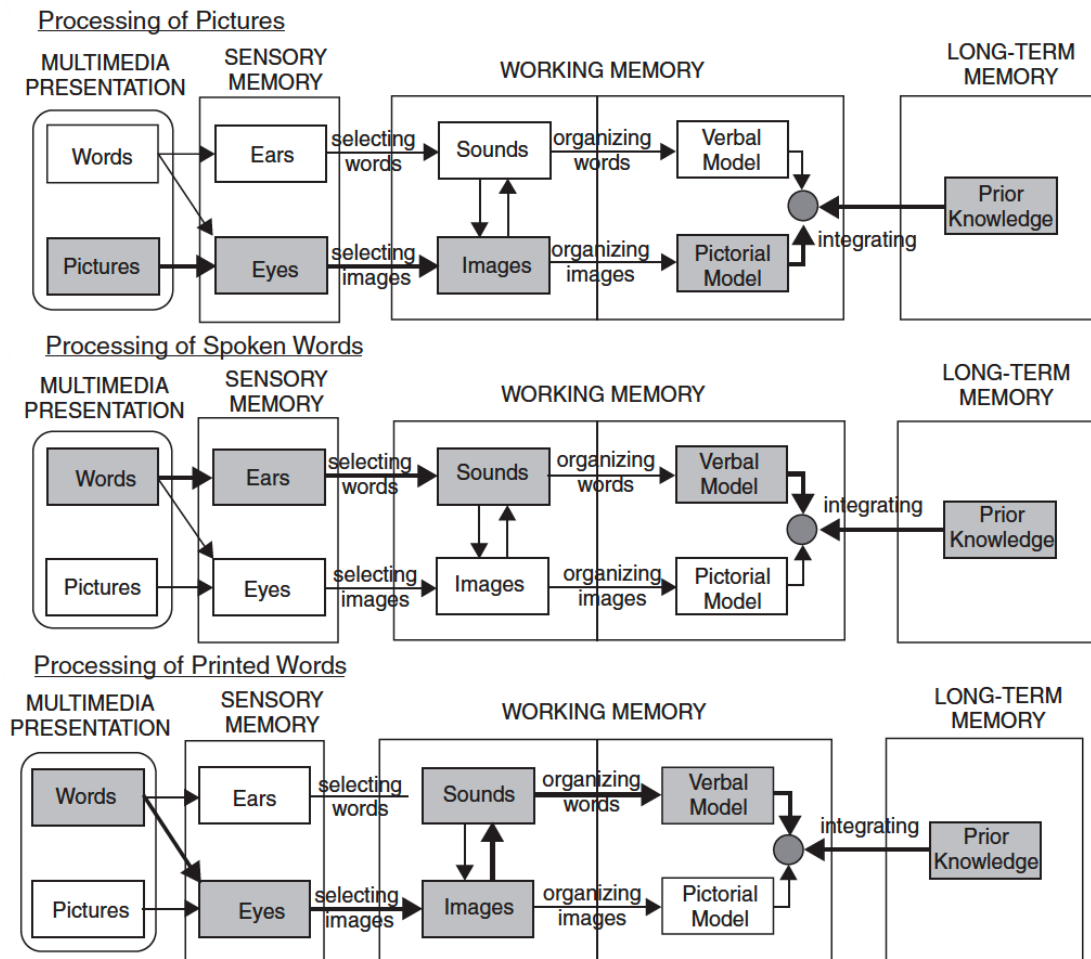 Processing of Pictures
MULTIMEDIA
PRESENTATION
SENSORY
MEMORY
WORKING MEMORY
LONG-TERM
MEMORY
Words
Ears
selecting
words
Sounds
organizing
words
Verbal
Model
Prior
Knowledge
integrating
Pictures
Eyes
selecting
images
Images
organizing
images
Pictorial
Model
Processing of Spoken Words
MULTIMEDIA
PRESENTATION
SENSORY
MEMORY
WORKING MEMORY
LONG-TERM
MEMORY
Words
Ears
selecting
words
Sounds
organizing
words
Verbal
Model
integrating
Prior
Knowledge
Pictures
Eyes
selecting
images
Images
organizing
images
Pictorial
Model
Processing of Printed Words
MULTIMEDIA
PRESENTATION
SENSORY
MEMORY
WORKING MEMORY
LONG-TERM
MEMORY
Words
Ears
selecting
words
Sounds
organizing
words
Verbal
Model
integrating
Prior
Knowledge
Pictures
Eyes
selecting
images
Images
organizing
images
Pictorial
Model